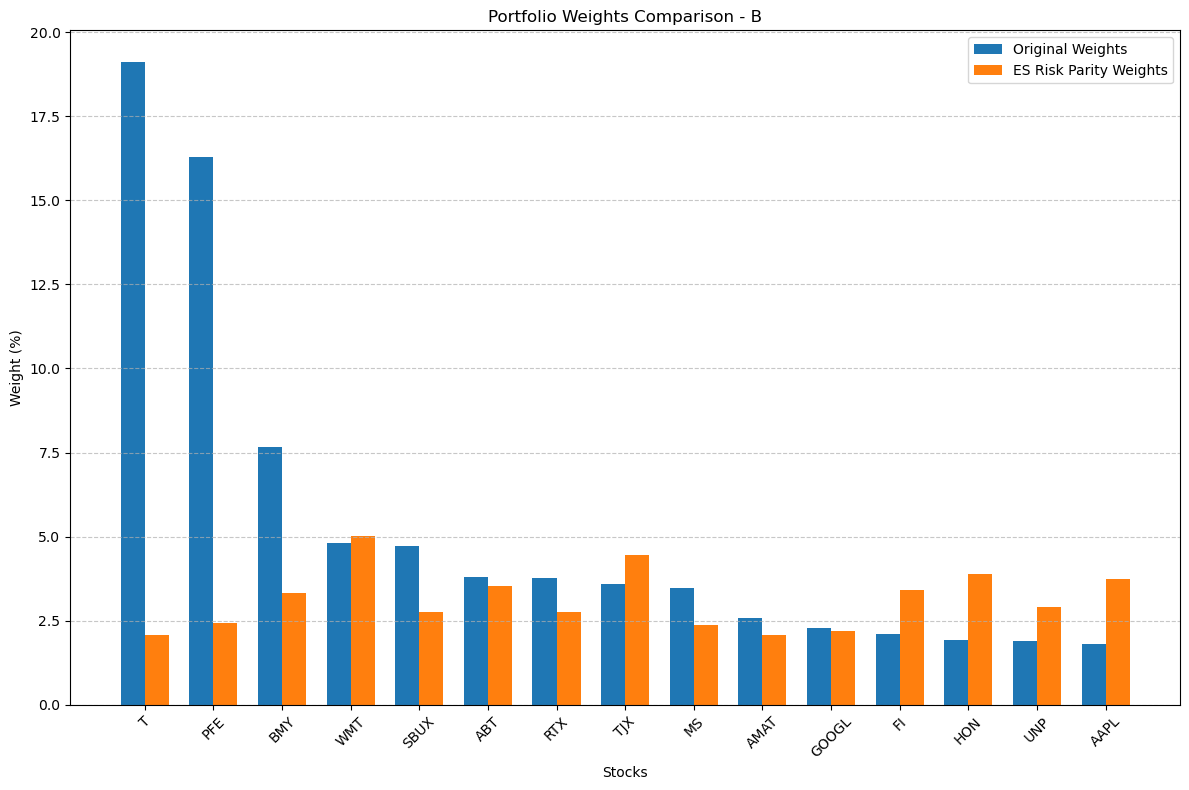 Portfolio Weights Comparison - B
Original Weights
ES Risk Parity Weights
20.0
17.5
15.0
12.5
10.0
7.5
5.0
2.5
0.0
Weight (%)
T
PFE
BMY
WMT
SBUX
ABT
RTX
TJX
MS
AMAT
GOOGL
FI
HON
UNP
AAPL
Stocks